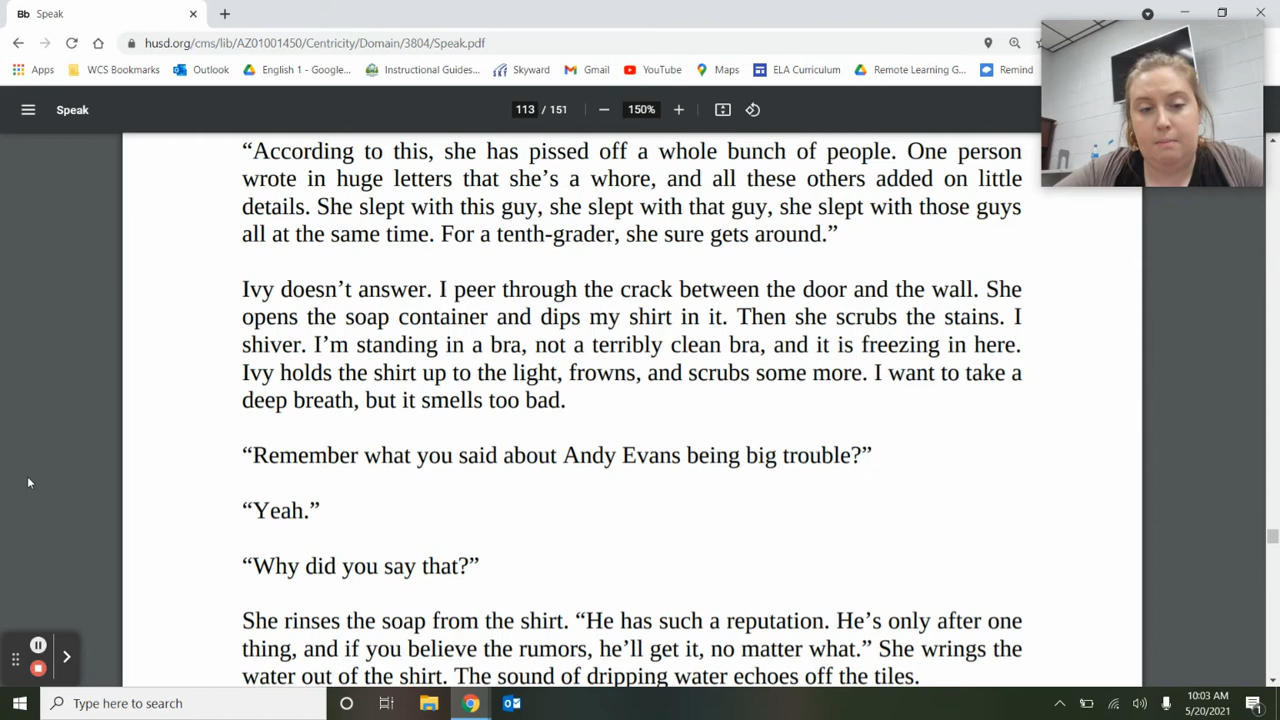 Bb Speak
husd.org/cms/lib/AZ01001450/Centricity/Domain/3804/Speak.pdf
Apps WCS Bookmarks Outlook English 1 - Google... Instructional Guides... Skyward Gmail YouTube Maps ELA Curriculum Remote Learning G... Remind
Speak 113 / 151 150%
“According to this, she has pissed off a whole bunch of people. One person
wrote in huge letters that she’s a whore, and all these others added on little
details. She slept with this guy, she slept with that guy, she slept with those guys
all at the same time. For a tenth-grader, she sure gets around.”
Ivy doesn’t answer. I peer through the crack between the door and the wall. She
opens the soap container and dips my shirt in it. Then she scrubs the stains. I
shiver. I’m standing in a bra, not a terribly clean bra, and it is freezing in here.
Ivy holds the shirt up to the light, frowns, and scrubs some more. I want to take a
deep breath, but it smells too bad.
“Remember what you said about Andy Evans being big trouble?”
“Yeah.”
“Why did you say that?”
She rinses the soap from the shirt. “He has such a reputation. He’s only after one
thing, and if you believe the rumors, he’ll get it, no matter what.” She wrings the
water out of the shirt. The sound of dripping water echoes off the tiles.
Type here to search
10:03 AM
5/20/2021
1